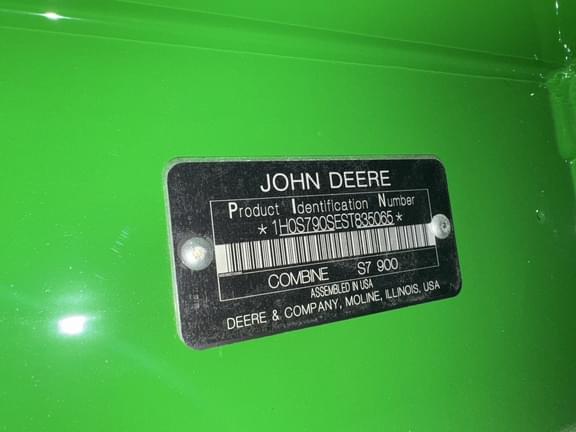 JOHN DEERE
Product Identification Number
*1H0S790SEST835065*
COMBINE S7 900
ASSEMBLED IN USA
DEERE & COMPANY, MOLINE, ILLINOIS, USA